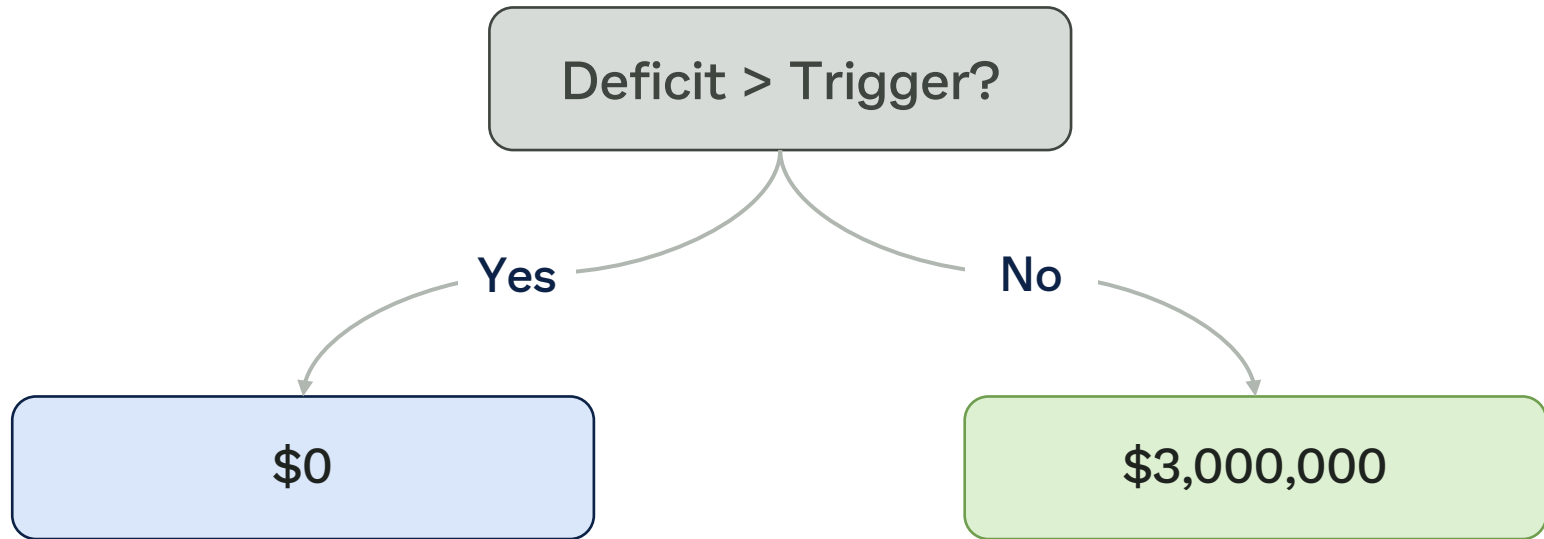 Deficit > Trigger?
Yes
No
$0
$3,000,000